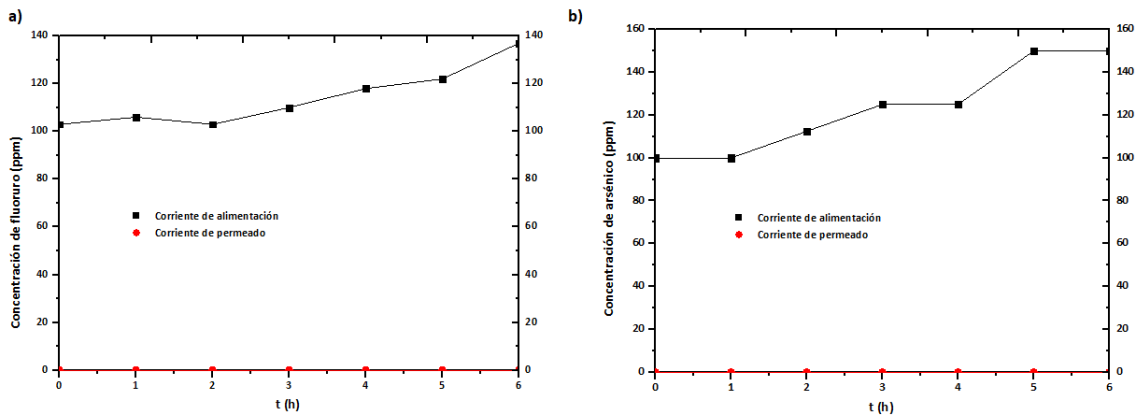 a)
140
120
100
80
60
40
20
0
Concentración de fluoruro (ppm)
Corriente de alimentación
Corriente de permeado
140
120
100
80
60
40
20
0
0 1 2 3 4 5 6
t (h)
b)
160
140
120
100
80
60
40
20
0
Concentración de arsénico (ppm)
Corriente de alimentación
Corriente de permeado
160
140
120
100
80
60
40
20
0
0 1 2 3 4 5 6
t (h)